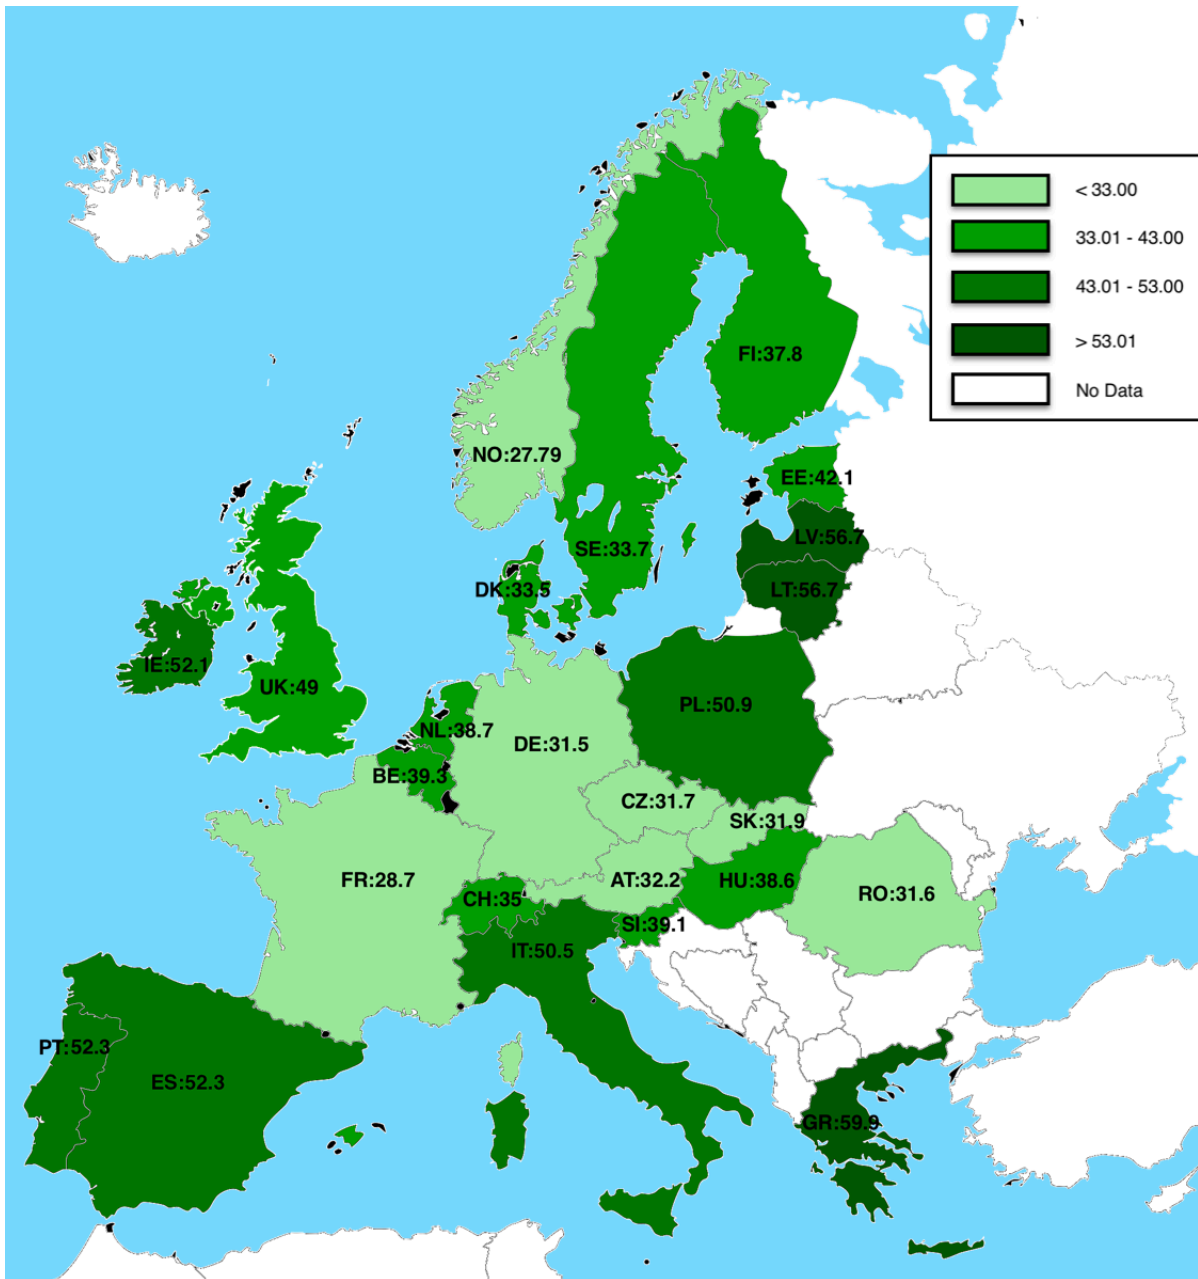 < 33.00
33.01 - 43.00
43.01 - 53.00
> 53.01
No Data
FI:37.8
NO:27.79
EE:42.1
LV:56.7
SE:33.7
DK:33.5
LT:56.7
IE:52.1
UK:49
PL:50.9
NL:38.7
DE:31.5
BE:39.3
CZ:31.7
SK:31.9
FR:28.7
AT:32.2
HU:38.6
RO:31.6
CH:35
SI:39.1
IT:50.5
PT:52.3
ES:52.3
GR:59.9